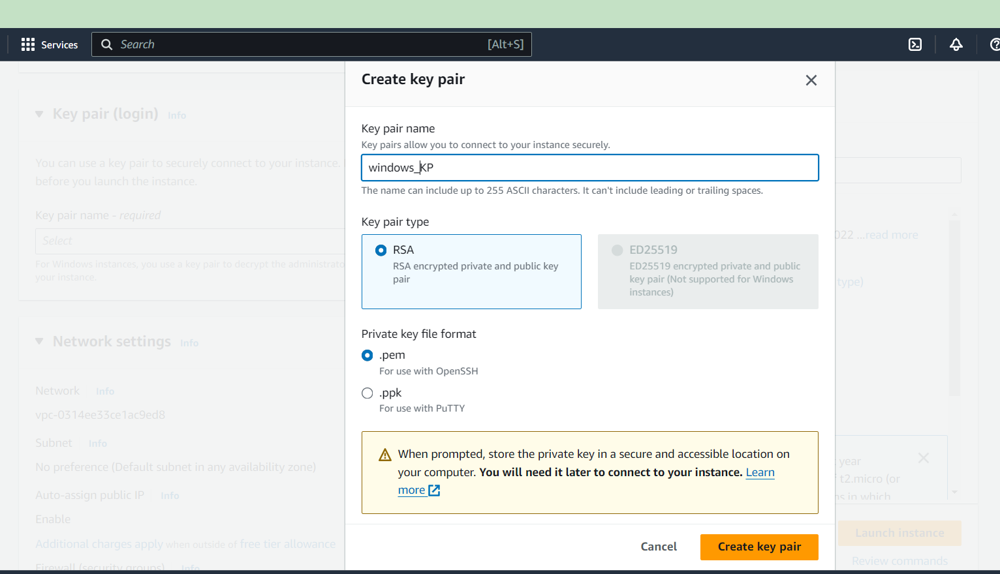 Services
Search
[Alt+S]
Create key pair
Key pair (login) Info
You can use a key pair to securely connect to your instance.
before you launch the instance.
Key pair name - required
Select
For Windows instances, you use a key pair to decrypt the
your instance.
Network settings Info
Network Info
vpc-0314ee33ce1ac9ed8
Subnet Info
No preference (Default subnet in any availability zone)
Auto-assign public IP Info
Enable
Additional charges apply when outside of free tier allowance
Firewall (security groups) Info
Key pair name
Key pairs allow you to connect to your instance securely.
windows_KP
The name can include up to 255 ASCII characters. It can't include leading or trailing spaces.
Key pair type
RSA
RSA encrypted private and public key
pair
ED25519
ED25519 encrypted private and public
key pair (Not supported for Windows
instances)
Private key file format
.pem
For use with OpenSSH
.ppk
For use with PuTTY
When prompted, store the private key in a secure and accessible location on
your computer. You will need it later to connect to your instance. Learn
more
Cancel
Create key pair
022 ...read more
type)
year
t2.micro (or
in which
Launch instance
Review commands